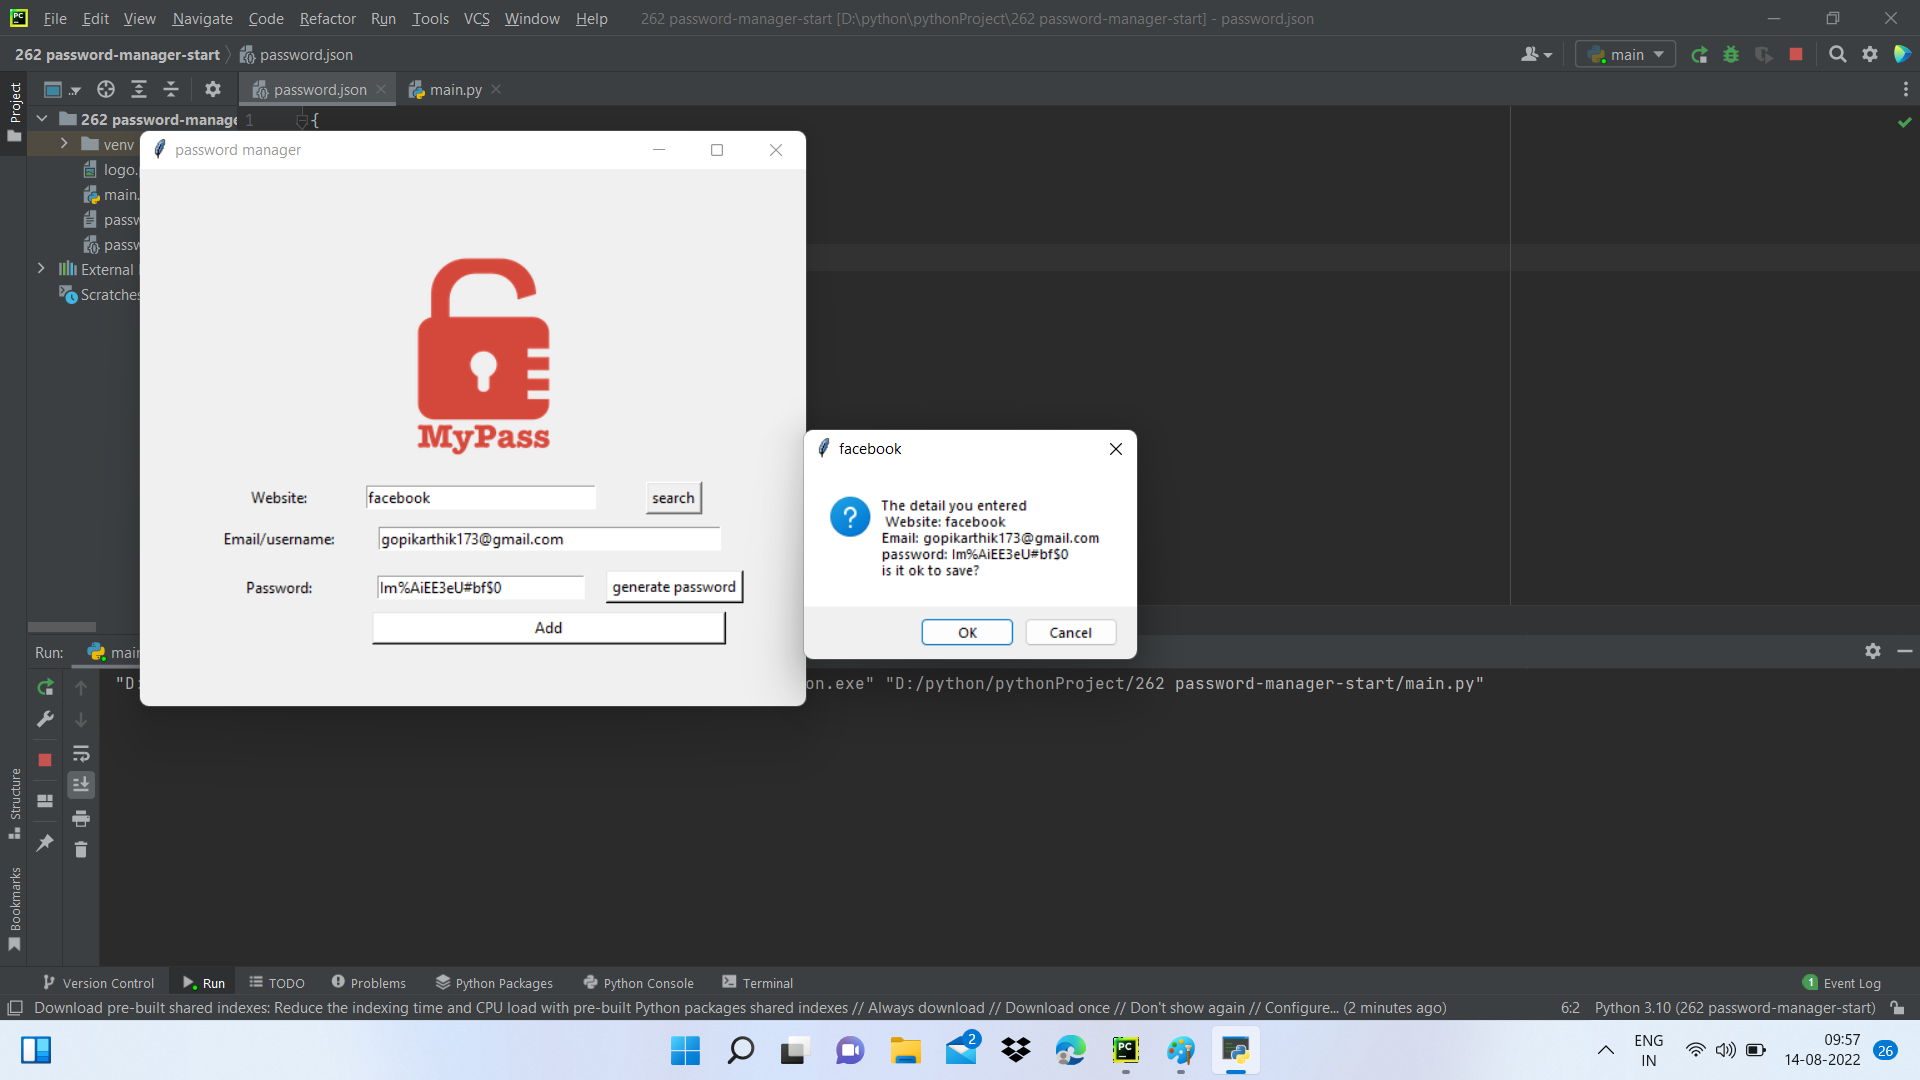 File Edit View Navigate Code Refactor Run Tools VCS Window Help 262 password-manager-start [D:\python\pythonProject\262 password-manager-start] - password.json
262 password-manager-start password.json main
Project
password.json main.py
262 password-manage 1 {
venv
logo.
main.
passw
passw
External
Scratches
password manager
MyPass
Website: facebook search
Email/username: gopikarthik173@gmail.com
Password: lm%AiEE3eU#bf$0 generate password
Add
facebook
The detail you entered
Website: facebook
Email: gopikarthik173@gmail.com
password: lm%AiEE3eU#bf$0
is it ok to save?
OK Cancel
Run: main
"D: on.exe" "D:/python/pythonProject/262 password-manager-start/main.py"
Structure
Bookmarks
Version Control Run TODO Problems Python Packages Python Console Terminal 1 Event Log
Download pre-built shared indexes: Reduce the indexing time and CPU load with pre-built Python packages shared indexes // Always download // Download once // Don't show again // Configure... (2 minutes ago) 6:2 Python 3.10 (262 password-manager-start)
2 PC ENG 09:57
IN 14-08-2022 26